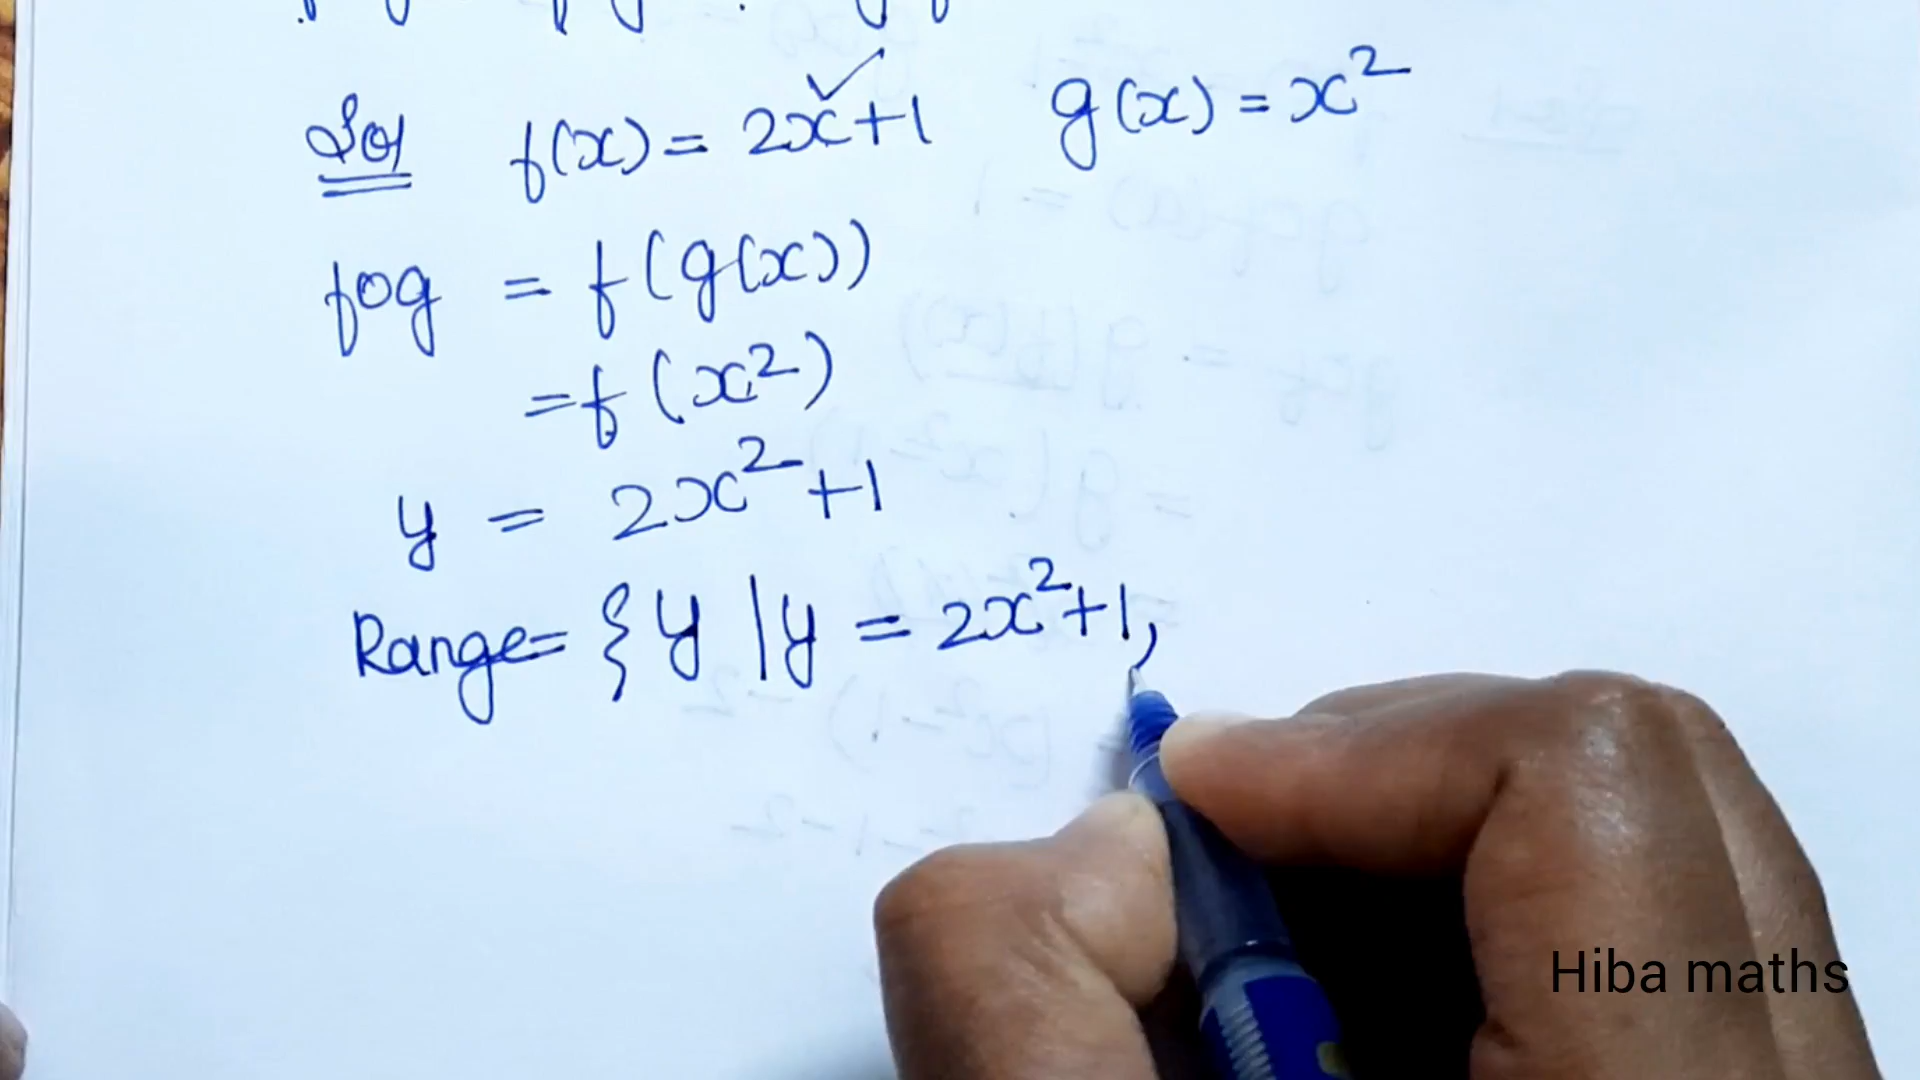 Sol f(x) = 2x+1 g(x) = x²
fog = f(g(x))
= f(x²)
y = 2x²+1
Range= {y | y = 2x²+1,
Hiba maths